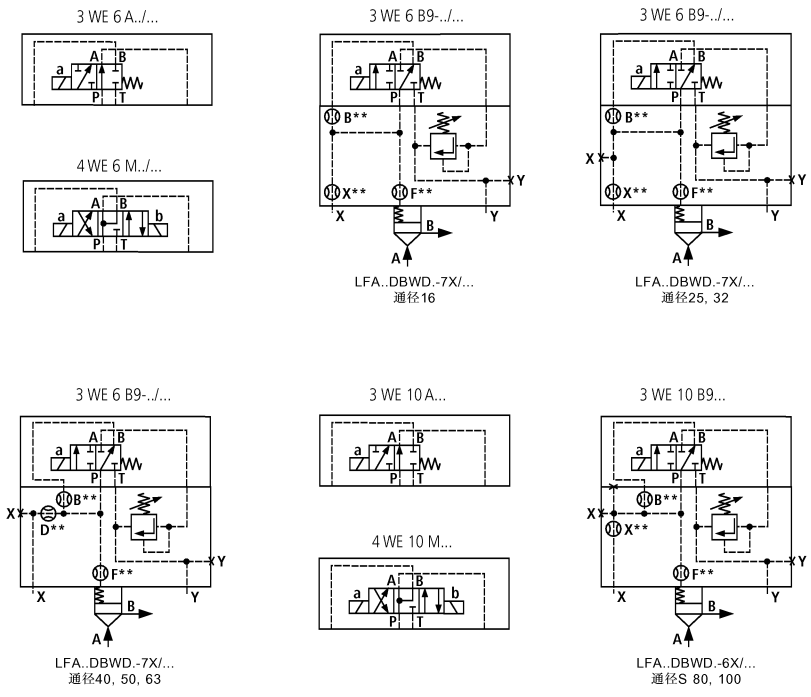 3 WE 6 A../...
A B
a
P T
4 WE 6 M../...
A B
a b
P T
3 WE 6 B9-../...
A B
a
P T
B**
X** F**
Y
X Y
B
A
LFA..DBWD.-7X/...
通径16
3 WE 6 B9-../...
A B
a
P T
B**
X
X** F**
Y
X Y
B
A
LFA..DBWD.-7X/...
通径25, 32
3 WE 6 B9-../...
A B
a
P T
B**
X
D**
Y
F**
X Y
B
A
LFA..DBWD.-7X/...
通径40, 50, 63
3 WE 10 A...
A B
a
P T
4 WE 10 M...
A B
a b
P T
3 WE 10 B9...
A B
a
P T
B**
X
X**
Y
F**
X Y
B
A
LFA..DBWD.-6X/...
通径S 80, 100